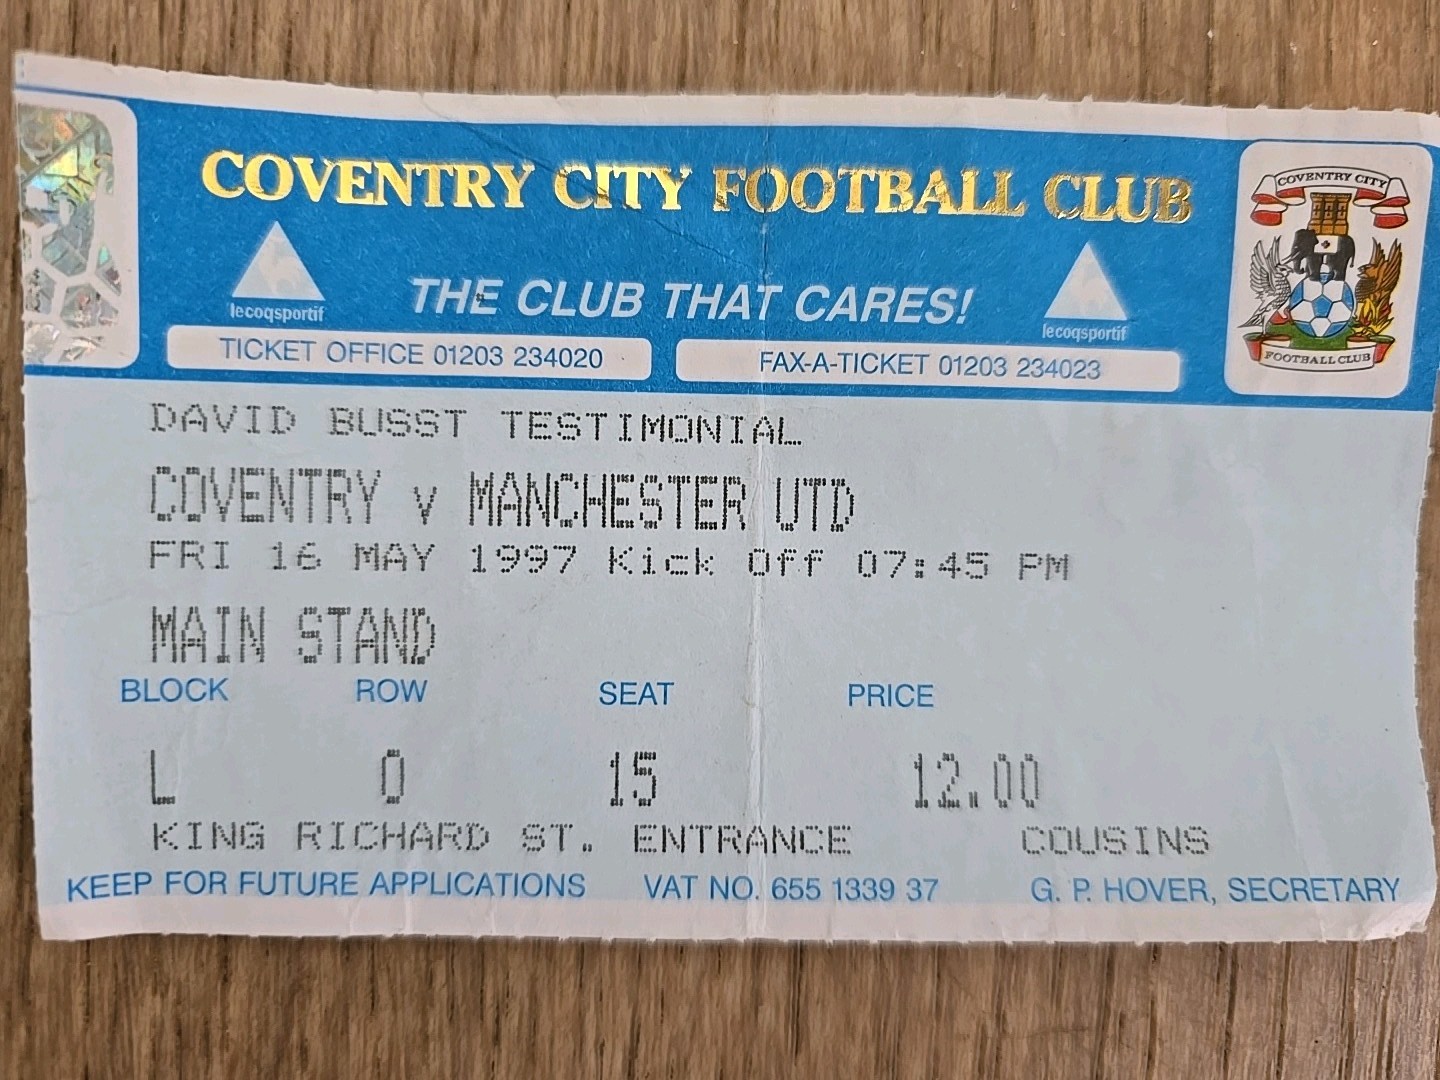 COVENTRY CITY FOOTBALL CLUB
COVENTRY CITY
FOOTBALL CLUB
lecoqsportif
THE CLUB THAT CARES!
lecoqsportif
TICKET OFFICE 01203 234020
FAX-A-TICKET 01203 234023
DAVID BUSST TESTIMONIAL
COVENTRY v MANCHESTER UTD
FRI 16 MAY 1997 Kick Off 07:45 PM
MAIN STAND
BLOCK ROW SEAT PRICE
L O 15 12.00
KING RICHARD ST. ENTRANCE COUSINS
KEEP FOR FUTURE APPLICATIONS VAT NO. 655 1339 37 G. P. HOVER, SECRETARY